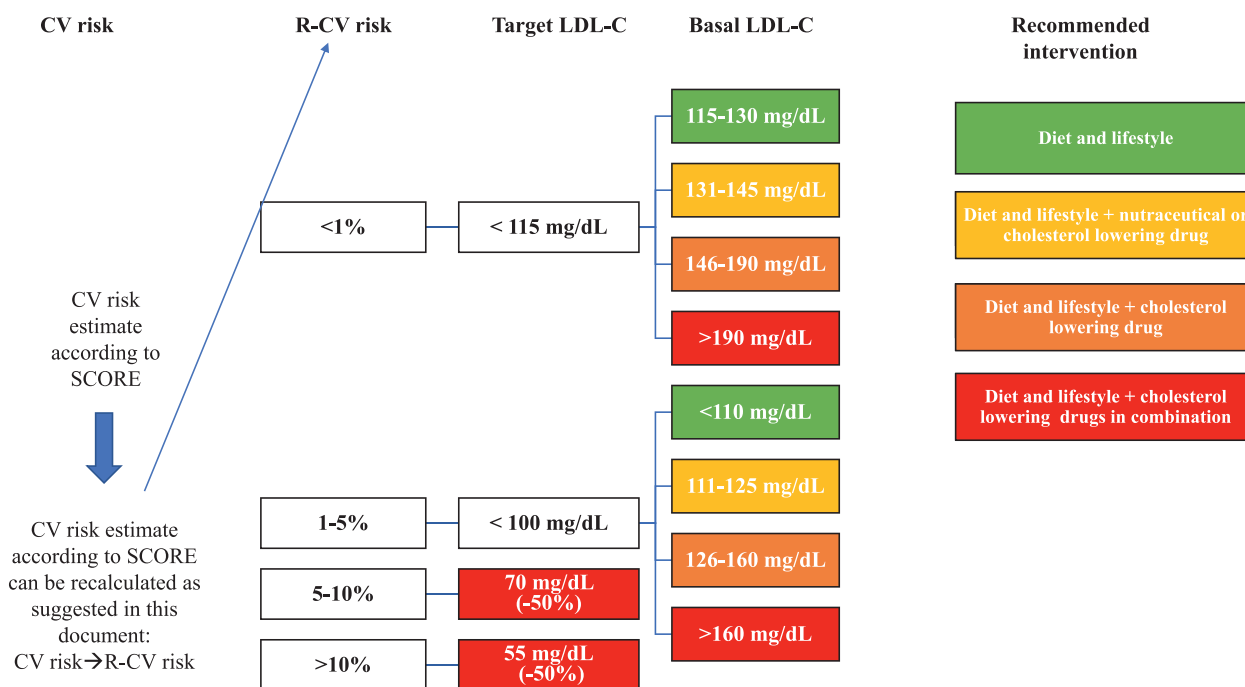 CV risk
R-CV risk
Target LDL-C
Basal LDL-C
Recommended
intervention
CV risk
estimate
according to
SCORE
CV risk estimate
according to SCORE
can be recalculated as
suggested in this
document:
CV risk→R-CV risk
<1%
< 115 mg/dL
115-130 mg/dL
131-145 mg/dL
146-190 mg/dL
>190 mg/dL
1-5%
< 100 mg/dL
<110 mg/dL
111-125 mg/dL
126-160 mg/dL
>160 mg/dL
5-10%
70 mg/dL
(-50%)
>10%
55 mg/dL
(-50%)
Diet and lifestyle
Diet and lifestyle + nutraceutical or
cholesterol lowering drug
Diet and lifestyle + cholesterol
lowering drug
Diet and lifestyle + cholesterol
lowering drugs in combination